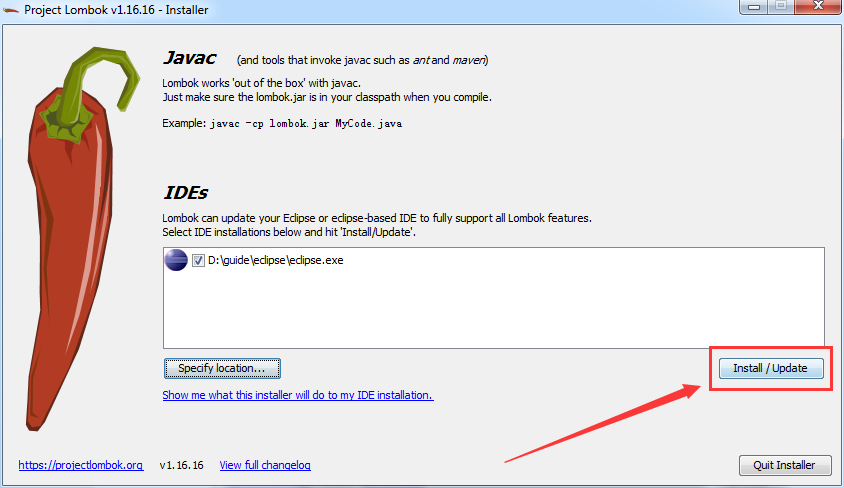 Project Lombok v1.16.16 - Installer
Javac (and tools that invoke javac such as ant and maven)
Lombok works 'out of the box' with javac.
Just make sure the lombok.jar is in your classpath when you compile.
Example: javac -cp lombok.jar MyCode.java
IDEs
Lombok can update your Eclipse or eclipse-based IDE to fully support all Lombok features.
Select IDE installations below and hit 'Install/Update'.
D:\guide\eclipse\eclipse.exe
Specify location... Install / Update
Show me what this installer will do to my IDE installation.
https://projectlombok.org v1.16.16 View full changelog Quit Installer